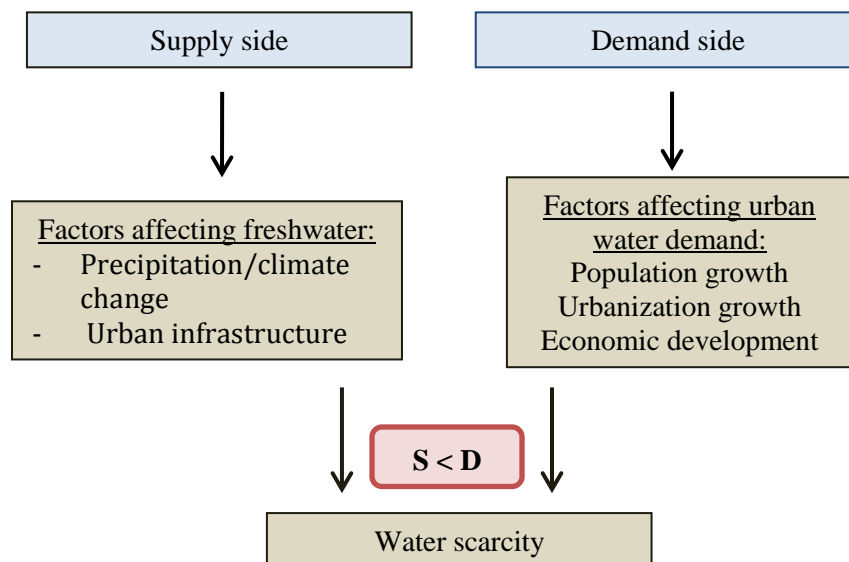 Supply side
Demand side
Factors affecting freshwater:
- Precipitation/climate
change
- Urban infrastructure
Factors affecting urban
water demand:
Population growth
Urbanization growth
Economic development
S < D
Water scarcity